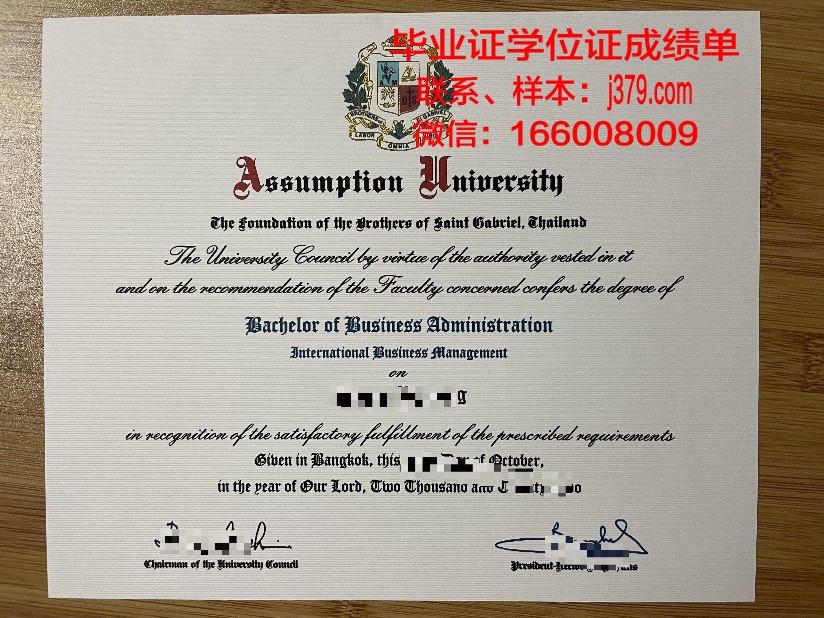 毕业证学位证成绩单
联系、样本：j379.com
微信：166008009
LABOR OMNIA
Assumption University
The Foundation of the Brothers of Saint Gabriel, Thailand
The University Council by virtue of the authority vested in it
and on the recommendation of the Faculty concerned confers the degree of
Bachelor of Business Administration
International Business Management
on
in recognition of the satisfactory fulfillment of the prescribed requirements
Given in Bangkok, this of October,
in the year of Our Lord, Two Thousand and
Chairman of the University Council
President